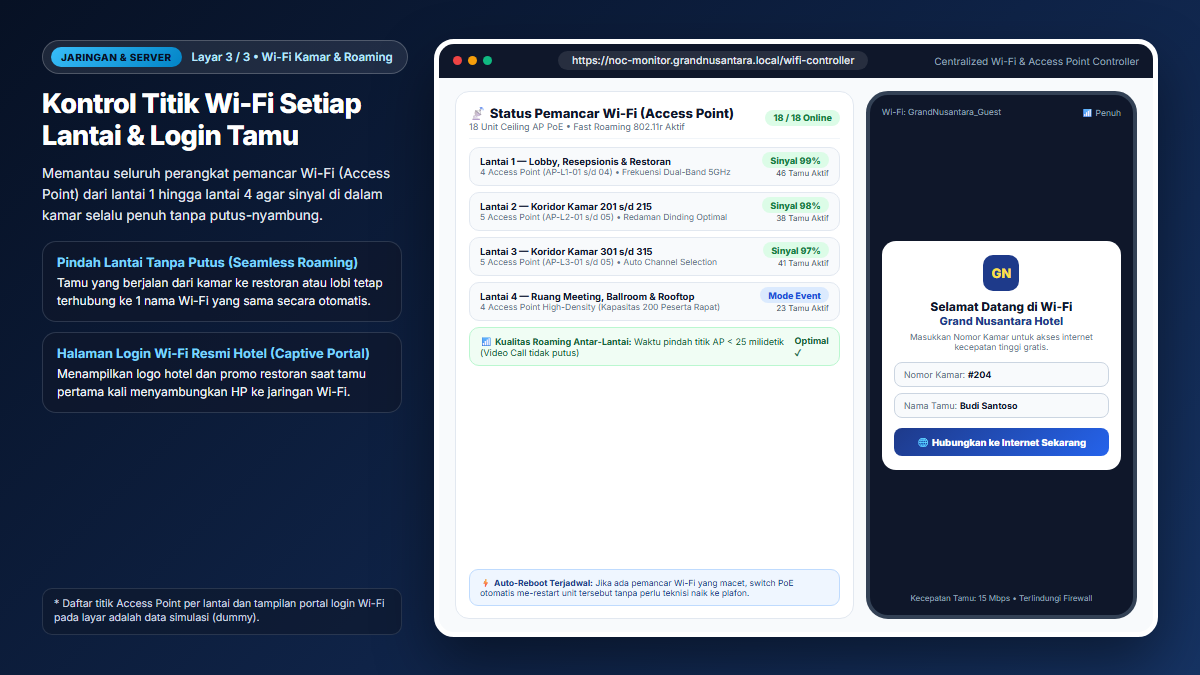 JARINGAN & SERVER
Layar 3 / 3 • Wi-Fi Kamar & Roaming
Kontrol Titik Wi-Fi Setiap
Lantai & Login Tamu
Memantau seluruh perangkat pemancar Wi-Fi (Access
Point) dari lantai 1 hingga lantai 4 agar sinyal di dalam
kamar selalu penuh tanpa putus-nyambung.
Pindah Lantai Tanpa Putus (Seamless Roaming)
Tamu yang berjalan dari kamar ke restoran atau lobi tetap
terhubung ke 1 nama Wi-Fi yang sama secara otomatis.
Halaman Login Wi-Fi Resmi Hotel (Captive Portal)
Menampilkan logo hotel dan promo restoran saat tamu
pertama kali menyambungkan HP ke jaringan Wi-Fi.
* Daftar titik Access Point per lantai dan tampilan portal login Wi-Fi
pada layar adalah data simulasi (dummy).
https://noc-monitor.grandnusantara.local/wifi-controller
Centralized Wi-Fi & Access Point Controller
Status Pemancar Wi-Fi (Access Point)
18 Unit Ceiling AP PoE • Fast Roaming 802.11r Aktif
18 / 18 Online
Lantai 1 — Lobby, Resepsionis & Restoran
4 Access Point (AP-L1-01 s/d 04) • Frekuensi Dual-Band 5GHz
Sinyal 99%
46 Tamu Aktif
Lantai 2 — Koridor Kamar 201 s/d 215
5 Access Point (AP-L2-01 s/d 05) • Redaman Dinding Optimal
Sinyal 98%
38 Tamu Aktif
Lantai 3 — Koridor Kamar 301 s/d 315
5 Access Point (AP-L3-01 s/d 05) • Auto Channel Selection
Sinyal 97%
41 Tamu Aktif
Lantai 4 — Ruang Meeting, Ballroom & Rooftop
4 Access Point High-Density (Kapasitas 200 Peserta Rapat)
Mode Event
23 Tamu Aktif
📶 Kualitas Roaming Antar-Lantai: Waktu pindah titik AP < 25 milidetik
(Video Call tidak putus)
Optimal
✓
Auto-Reboot Terjadwal: Jika ada pemancar Wi-Fi yang macet, switch PoE
otomatis me-restart unit tersebut tanpa perlu teknisi naik ke plafon.
Wi-Fi: GrandNusantara_Guest
📶 Penuh
GN
Selamat Datang di Wi-Fi
Grand Nusantara Hotel
Masukkan Nomor Kamar untuk akses internet
kecepatan tinggi gratis.
Nomor Kamar: #204
Nama Tamu: Budi Santoso
🌐 Hubungkan ke Internet Sekarang
Kecepatan Tamu: 15 Mbps • Terlindungi Firewall